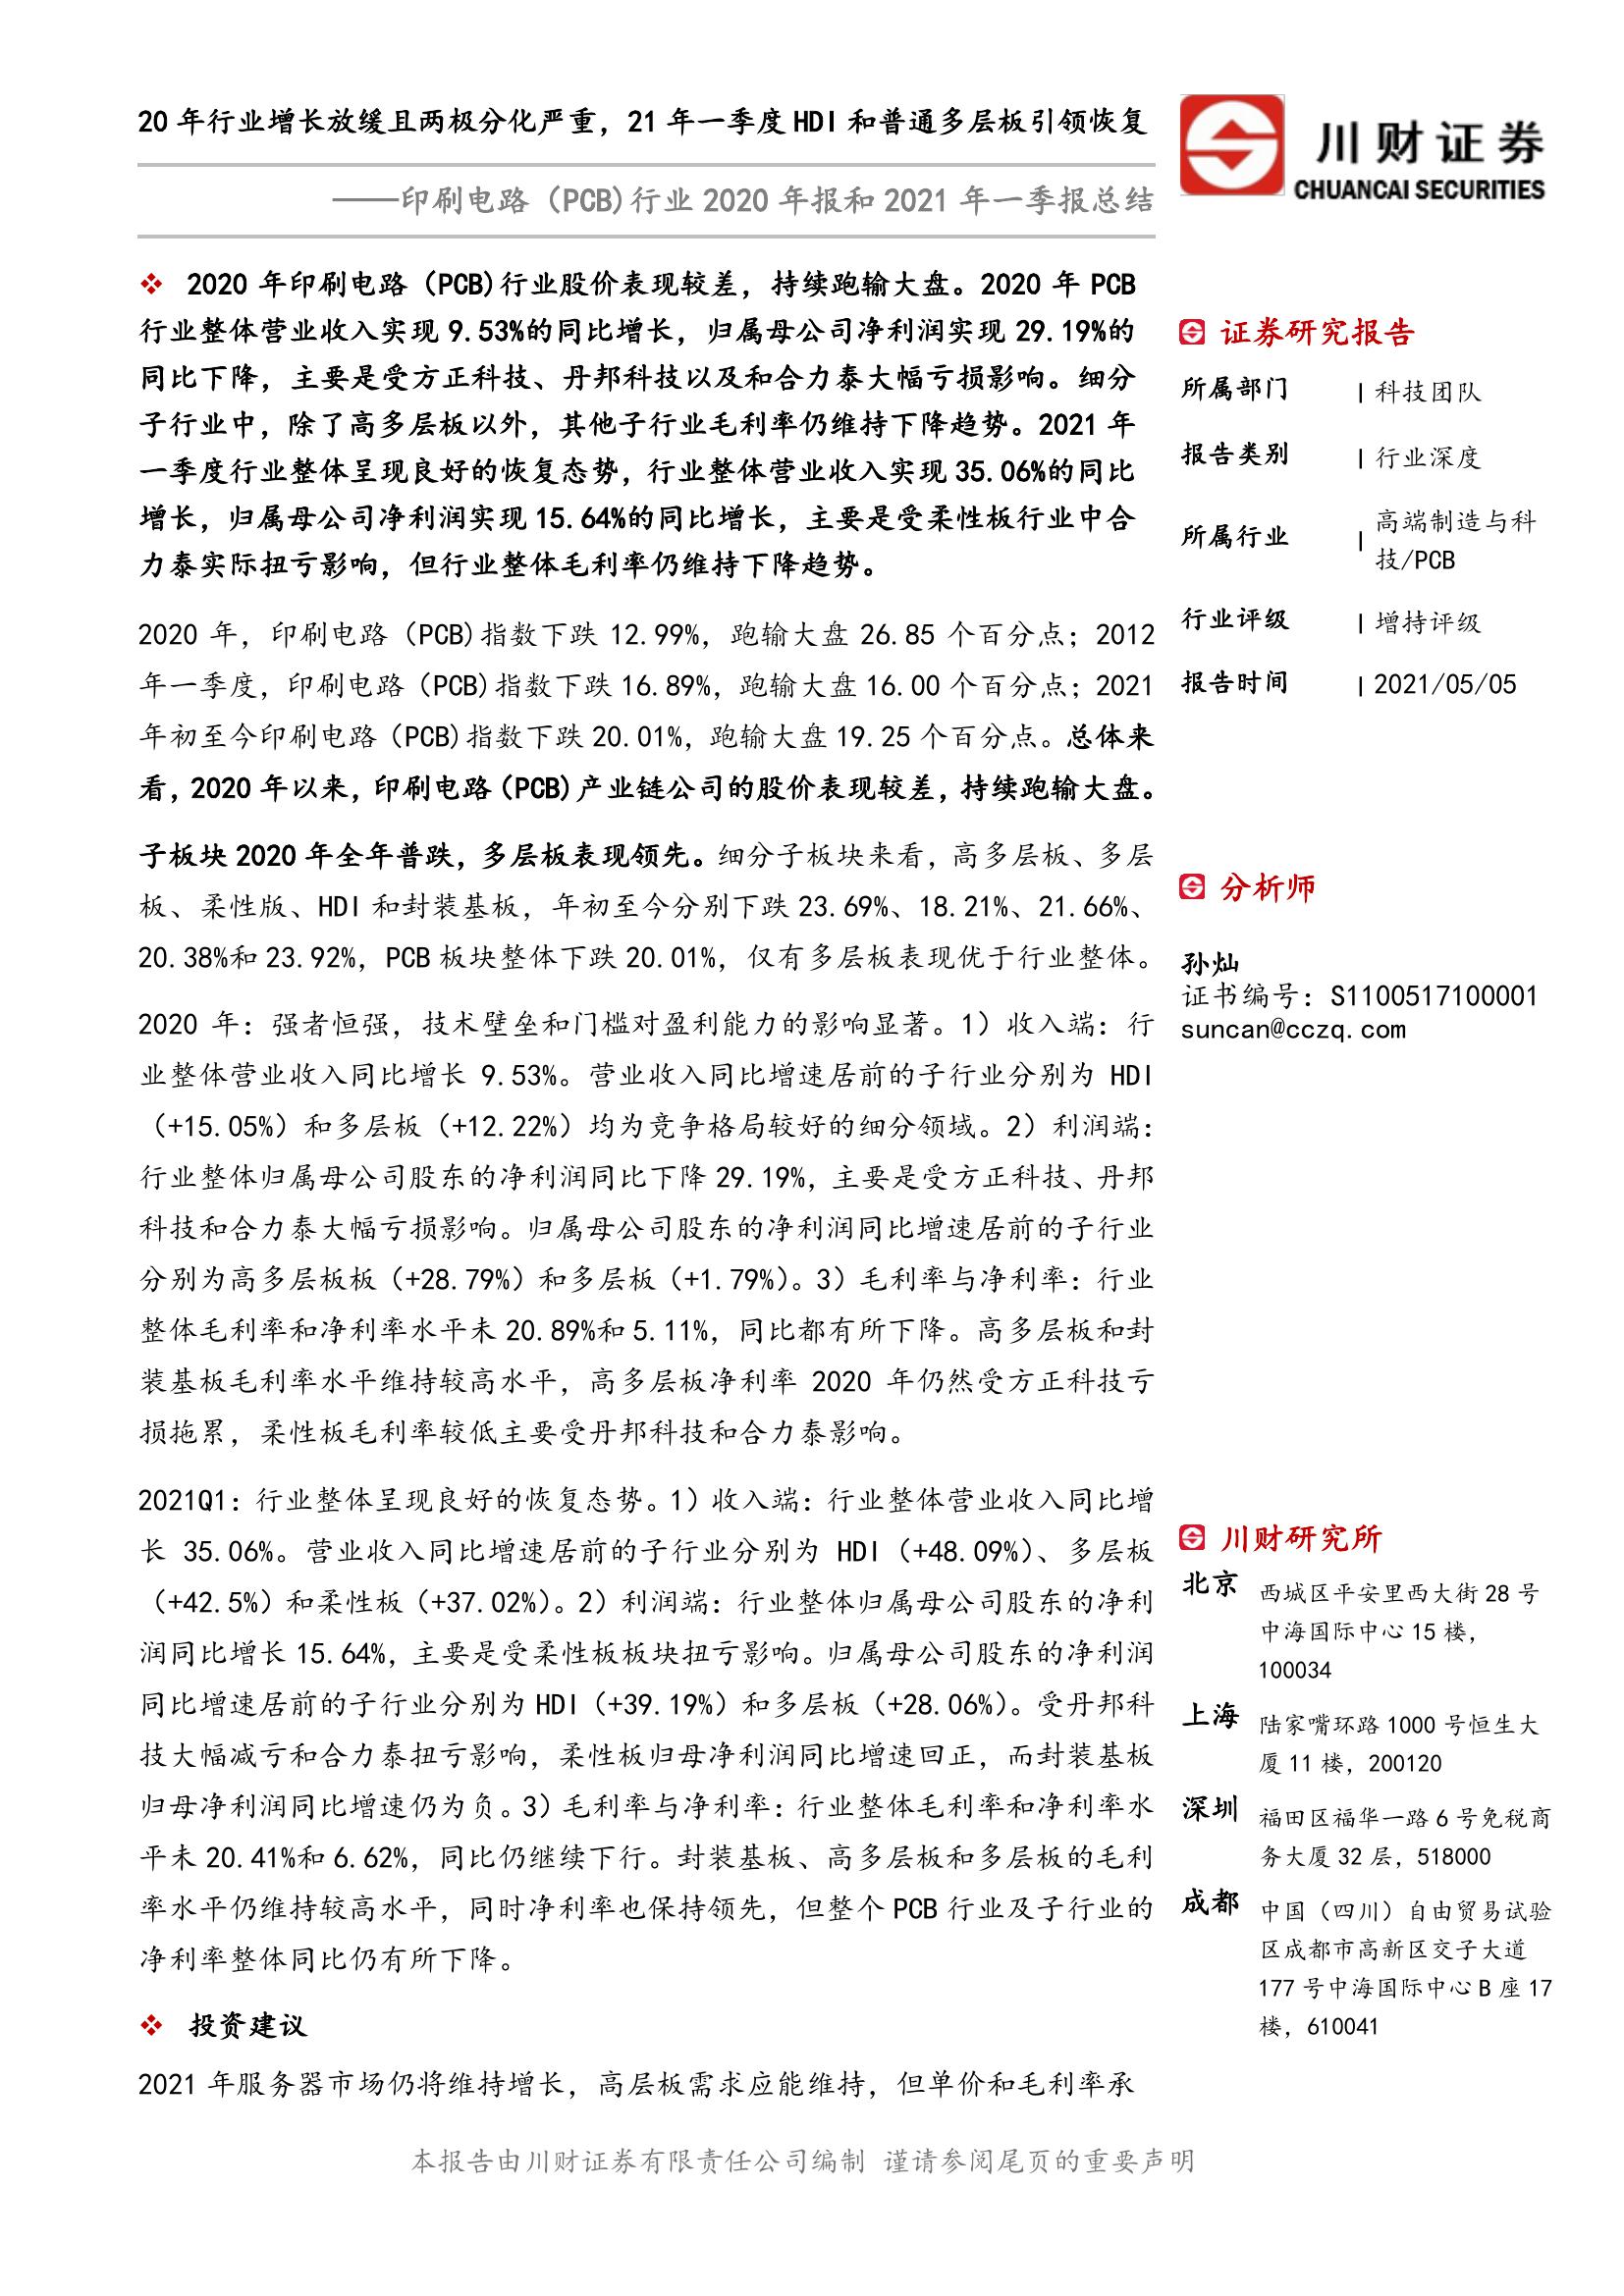 20 年行业增长放缓且两极分化严重，21 年一季度 HDI 和普通多层板引领恢复
——印刷电路（PCB)行业 2020 年报和 2021 年一季报总结
❖ 2020 年印刷电路（PCB)行业股价表现较差，持续跑输大盘。2020 年 PCB
行业整体营业收入实现 9.53%的同比增长，归属母公司净利润实现 29.19%的
同比下降，主要是受方正科技、丹邦科技以及和合力泰大幅亏损影响。细分
子行业中，除了高多层板以外，其他子行业毛利率仍维持下降趋势。2021 年
一季度行业整体呈现良好的恢复态势，行业整体营业收入实现 35.06%的同比
增长，归属母公司净利润实现 15.64%的同比增长，主要是受柔性板行业中合
力泰实际扭亏影响，但行业整体毛利率仍维持下降趋势。
2020 年，印刷电路（PCB)指数下跌 12.99%，跑输大盘 26.85 个百分点；2012
年一季度，印刷电路（PCB)指数下跌 16.89%，跑输大盘 16.00 个百分点；2021
年初至今印刷电路（PCB)指数下跌 20.01%，跑输大盘 19.25 个百分点。总体来
看，2020 年以来，印刷电路（PCB)产业链公司的股价表现较差，持续跑输大盘。
子板块 2020 年全年普跌，多层板表现领先。细分子板块来看，高多层板、多层
板、柔性版、HDI 和封装基板，年初至今分别下跌 23.69%、18.21%、21.66%、
20.38%和 23.92%，PCB 板块整体下跌 20.01%，仅有多层板表现优于行业整体。
2020 年：强者恒强，技术壁垒和门槛对盈利能力的影响显著。1）收入端：行
业整体营业收入同比增长 9.53%。营业收入同比增速居前的子行业分别为 HDI
（+15.05%）和多层板（+12.22%）均为竞争格局较好的细分领域。2）利润端：
行业整体归属母公司股东的净利润同比下降 29.19%，主要是受方正科技、丹邦
科技和合力泰大幅亏损影响。归属母公司股东的净利润同比增速居前的子行业
分别为高多层板板（+28.79%）和多层板（+1.79%）。3）毛利率与净利率：行业
整体毛利率和净利率水平未 20.89%和 5.11%，同比都有所下降。高多层板和封
装基板毛利率水平维持较高水平，高多层板净利率 2020 年仍然受方正科技亏
损拖累，柔性板毛利率较低主要受丹邦科技和合力泰影响。
2021Q1：行业整体呈现良好的恢复态势。1）收入端：行业整体营业收入同比增
长 35.06%。营业收入同比增速居前的子行业分别为 HDI（+48.09%）、多层板
（+42.5%）和柔性板（+37.02%）。2）利润端：行业整体归属母公司股东的净利
润同比增长 15.64%，主要是受柔性板板块扭亏影响。归属母公司股东的净利润
同比增速居前的子行业分别为 HDI（+39.19%）和多层板（+28.06%）。受丹邦科
技大幅减亏和合力泰扭亏影响，柔性板归母净利润同比增速回正，而封装基板
归母净利润同比增速仍为负。3）毛利率与净利率：行业整体毛利率和净利率水
平未 20.41%和 6.62%，同比仍继续下行。封装基板、高多层板和多层板的毛利
率水平仍维持较高水平，同时净利率也保持领先，但整个 PCB 行业及子行业的
净利率整体同比仍有所下降。
❖ 投资建议
2021 年服务器市场仍将维持增长，高层板需求应能维持，但单价和毛利率承
川财证券
CHUANCAI SECURITIES
证券研究报告
所属部门 | 科技团队
报告类别 | 行业深度
所属行业 | 高端制造与科
技/PCB
行业评级 | 增持评级
报告时间 | 2021/05/05
分析师
孙灿
证书编号：S1100517100001
suncan@cczq.com
川财研究所
北京 西城区平安里西大街 28 号
中海国际中心 15 楼，
100034
上海 陆家嘴环路 1000 号恒生大
厦 11 楼，200120
深圳 福田区福华一路 6 号免税商
务大厦 32 层，518000
成都 中国（四川）自由贸易试验
区成都市高新区交子大道
177 号中海国际中心 B 座 17
楼，610041
本报告由川财证券有限责任公司编制 谨请参阅尾页的重要声明